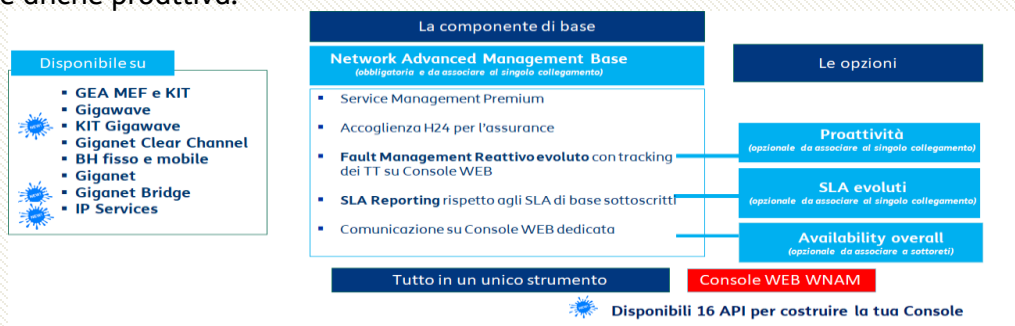 e anche proattiva.
La componente di base
Disponibile su
Network Advanced Management Base
(obbligatoria e da associare al singolo collegamento)
Le opzioni
GEA MEF e KIT
Gigawave
KIT Gigawave
Giganet Clear Channel
BH fisso e mobile
Giganet
Giganet Bridge
IP Services
Service Management Premium
Accoglienza H24 per l'assurance
Fault Management Reattivo evoluto con tracking
dei TT su Console WEB
SLA Reporting rispetto agli SLA di base sottoscritti
Comunicazione su Console WEB dedicata
Proattività
(opzionale da associare al singolo collegamento)
SLA evoluti
(opzionale da associare al singolo collegamento)
Availability overall
(opzionale da associare a sottoreti)
Tutto in un unico strumento
Console WEB WNAM
Disponibili 16 API per costruire la tua Console